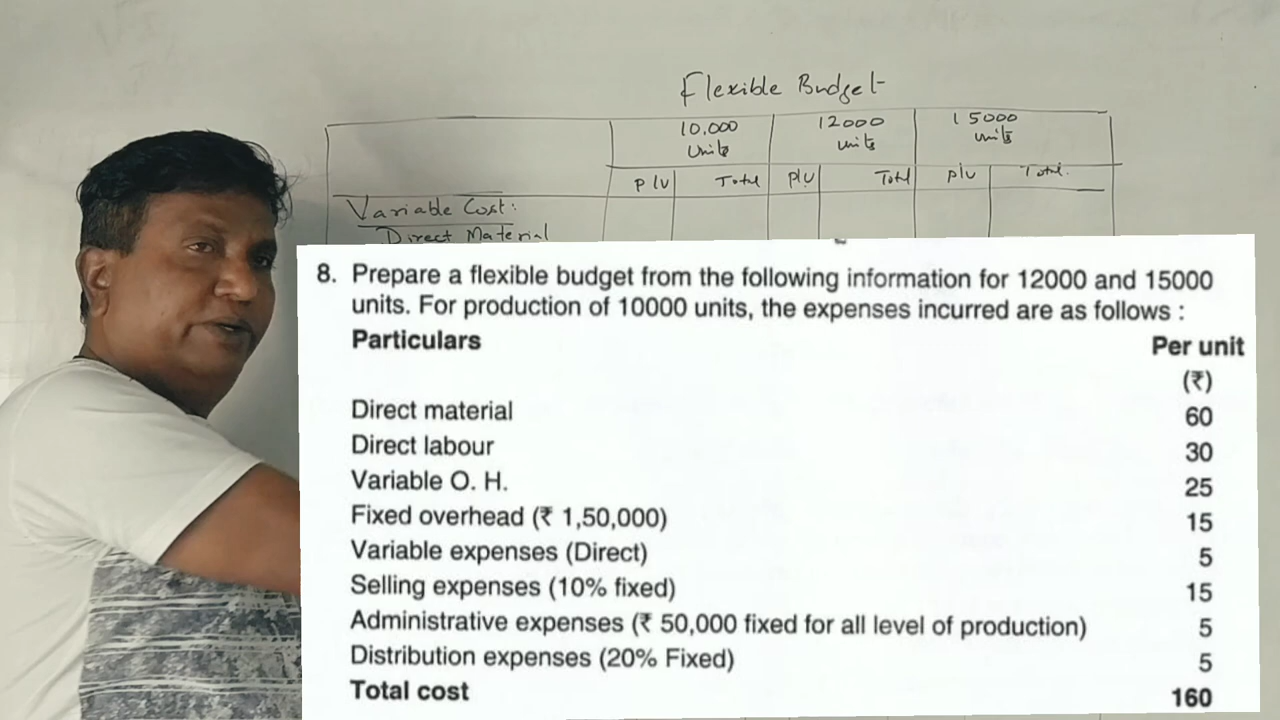 Flexible Budget
10,000 units 12000 units 15000 units
P/U Total P/U Total P/U Total.
Variable Cost:
Direct Material
8. Prepare a flexible budget from the following information for 12000 and 15000
units. For production of 10000 units, the expenses incurred are as follows :
Particulars Per unit
(₹)
Direct material 60
Direct labour 30
Variable O. H. 25
Fixed overhead (₹ 1,50,000) 15
Variable expenses (Direct) 5
Selling expenses (10% fixed) 15
Administrative expenses (₹ 50,000 fixed for all level of production) 5
Distribution expenses (20% Fixed) 5
Total cost 160